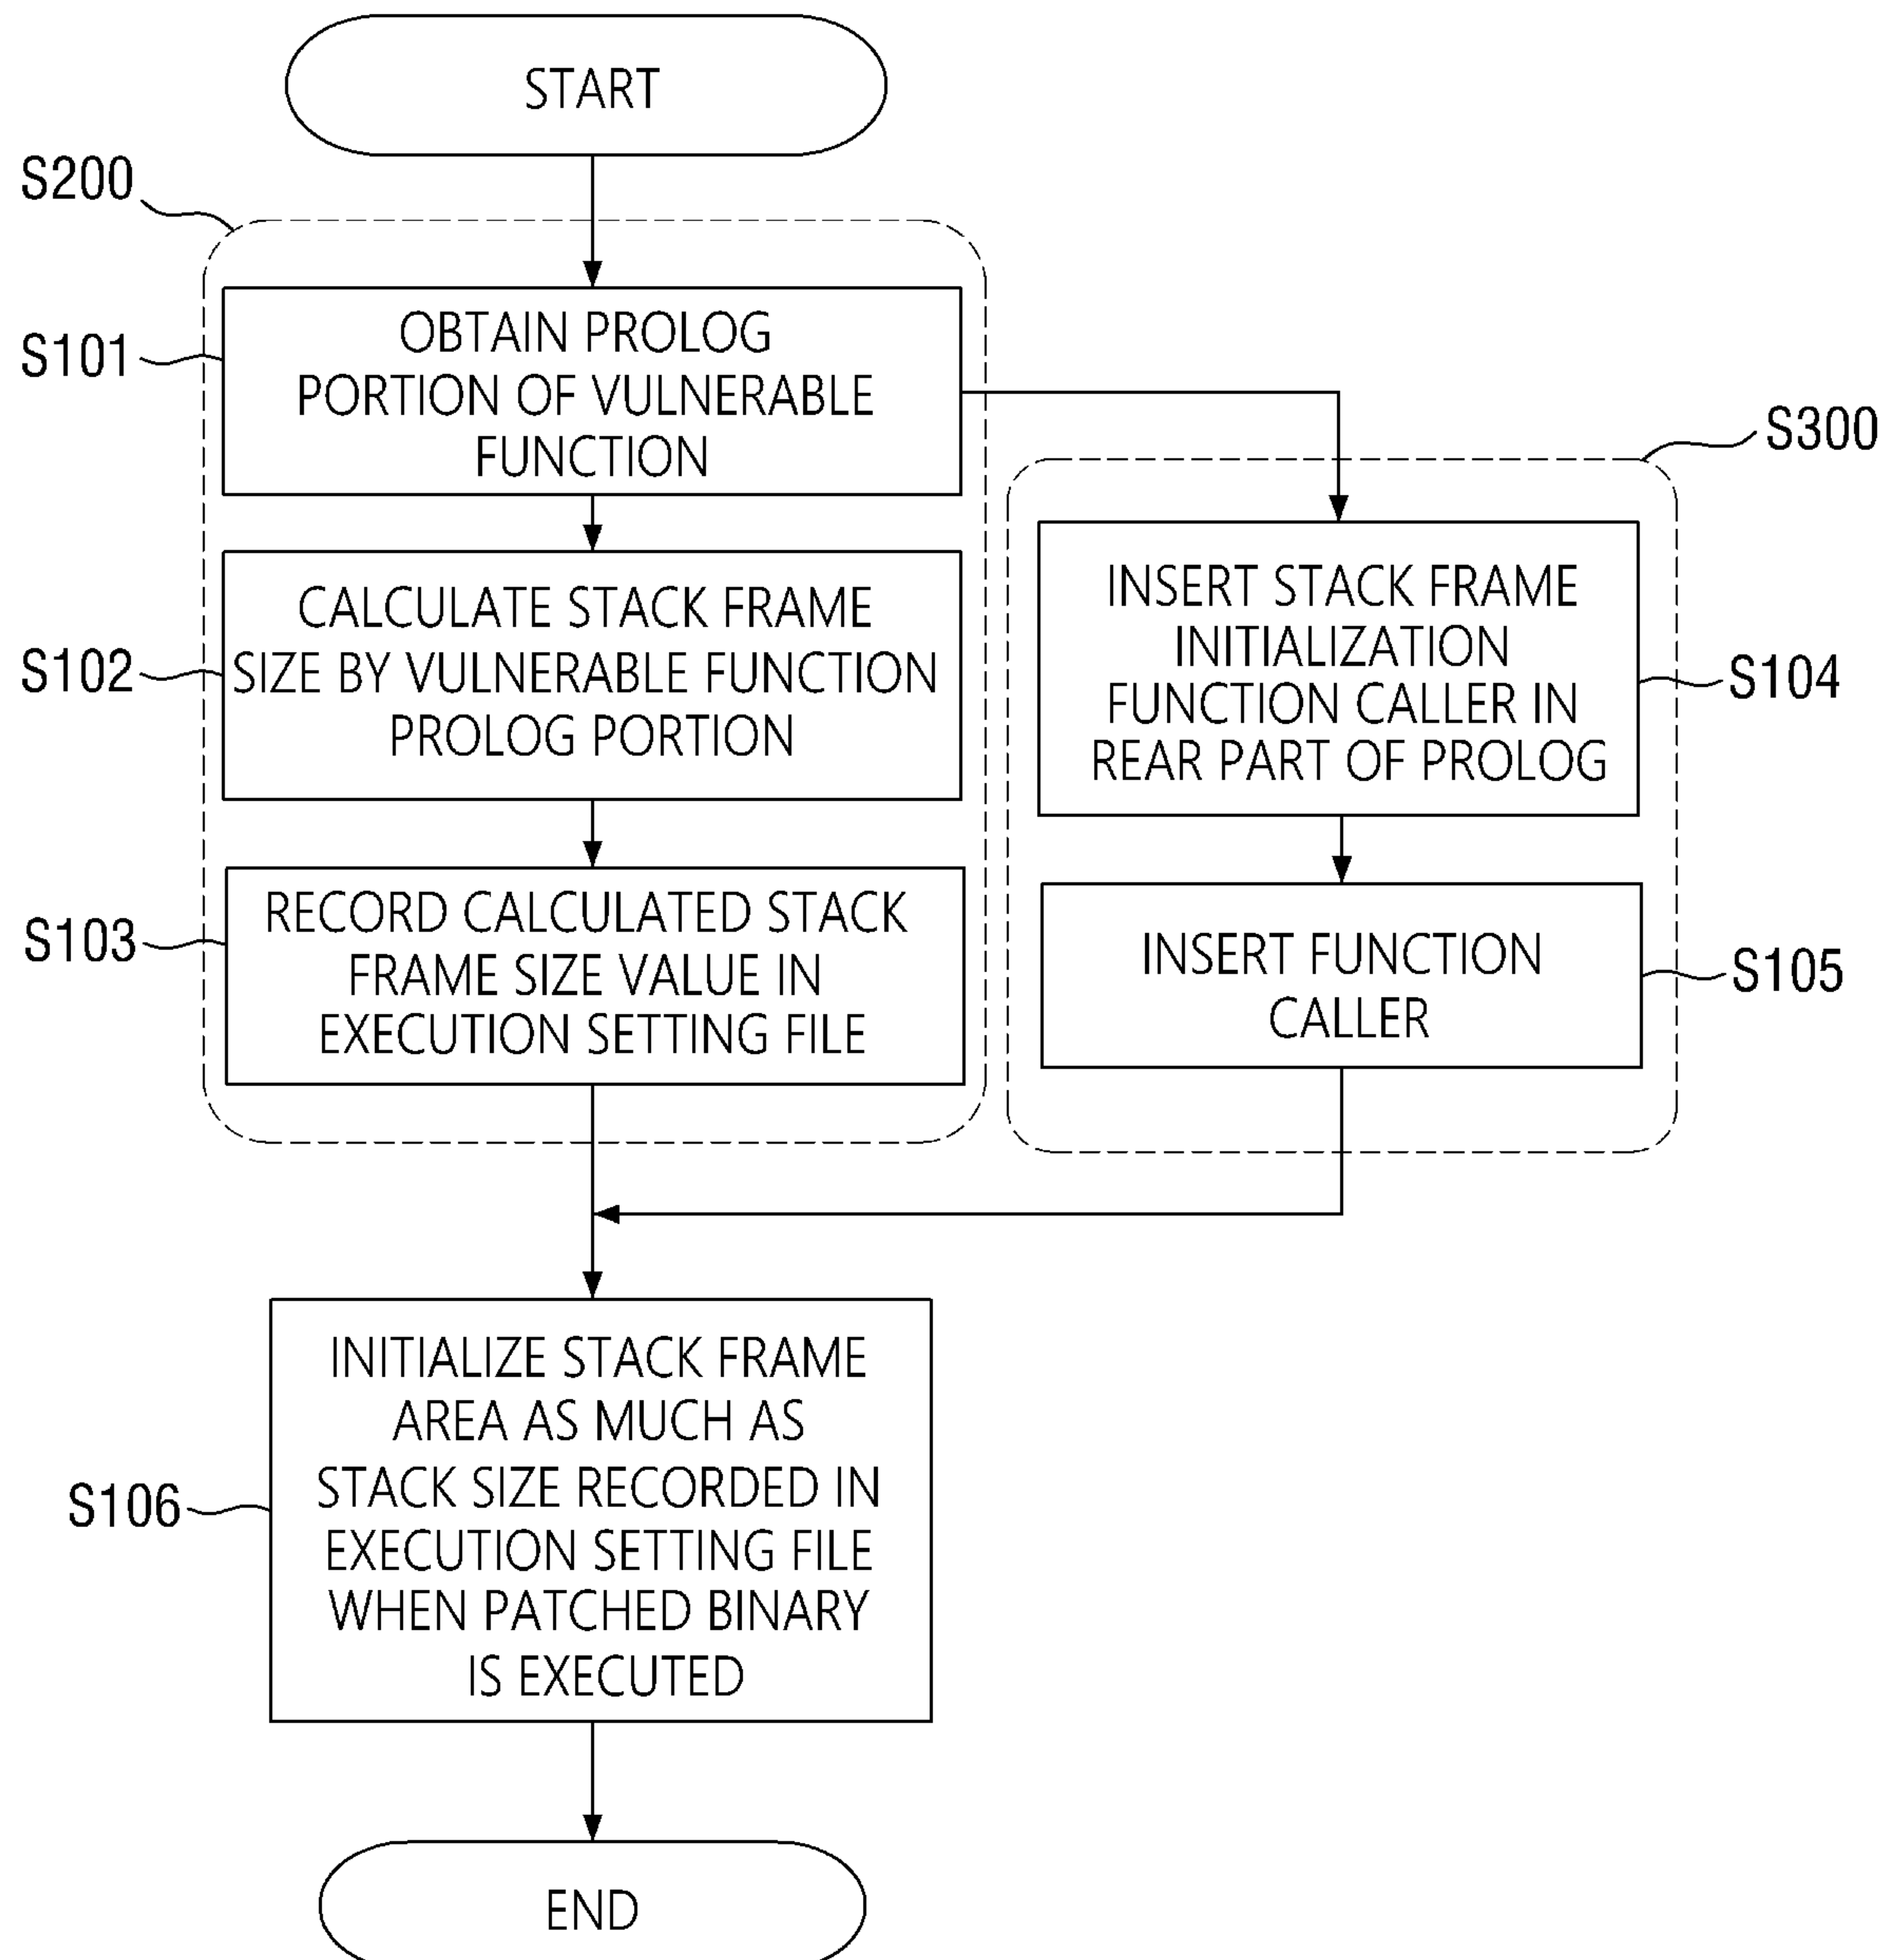 START
S200
S101
OBTAIN PROLOG
PORTION OF VULNERABLE
FUNCTION
S300
S102
CALCULATE STACK FRAME
SIZE BY VULNERABLE FUNCTION
PROLOG PORTION
INSERT STACK FRAME
INITIALIZATION
FUNCTION CALLER IN
REAR PART OF PROLOG
S104
S103
RECORD CALCULATED STACK
FRAME SIZE VALUE IN
EXECUTION SETTING FILE
INSERT FUNCTION
CALLER
S105
S106
INITIALIZE STACK FRAME
AREA AS MUCH AS
STACK SIZE RECORDED IN
EXECUTION SETTING FILE
WHEN PATCHED BINARY
IS EXECUTED
END